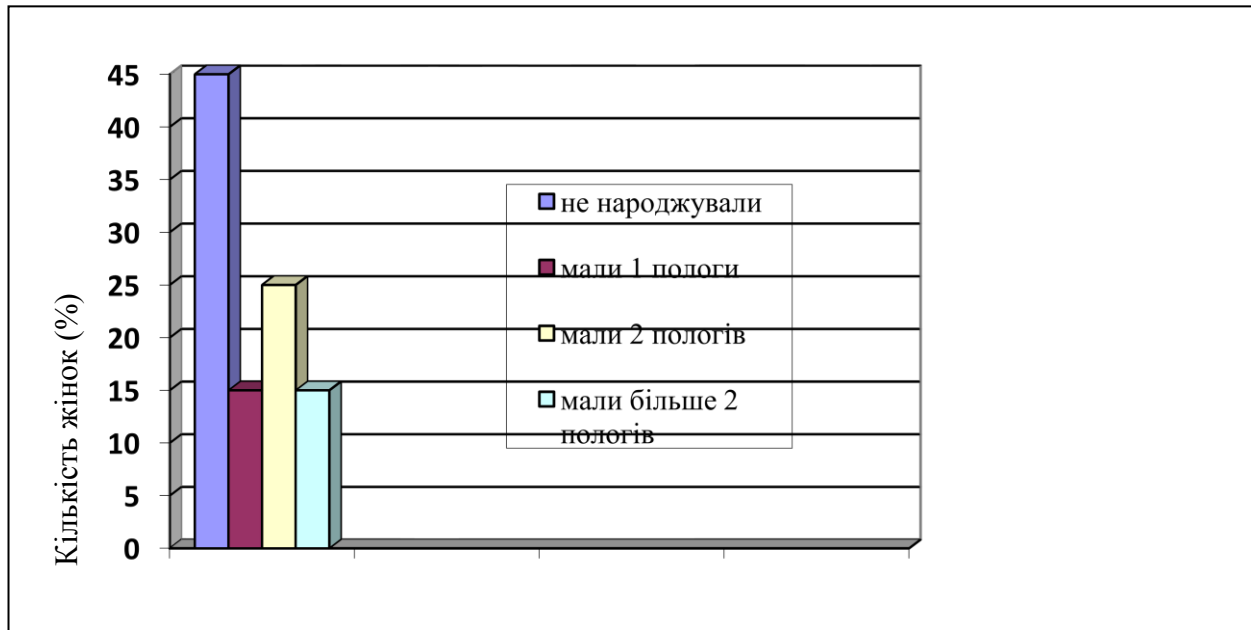 45
40
35
30
25
20
15
10
5
0
Кількість жінок (%)
не народжували
мали 1 пологи
мали 2 пологів
мали більше 2
пологів